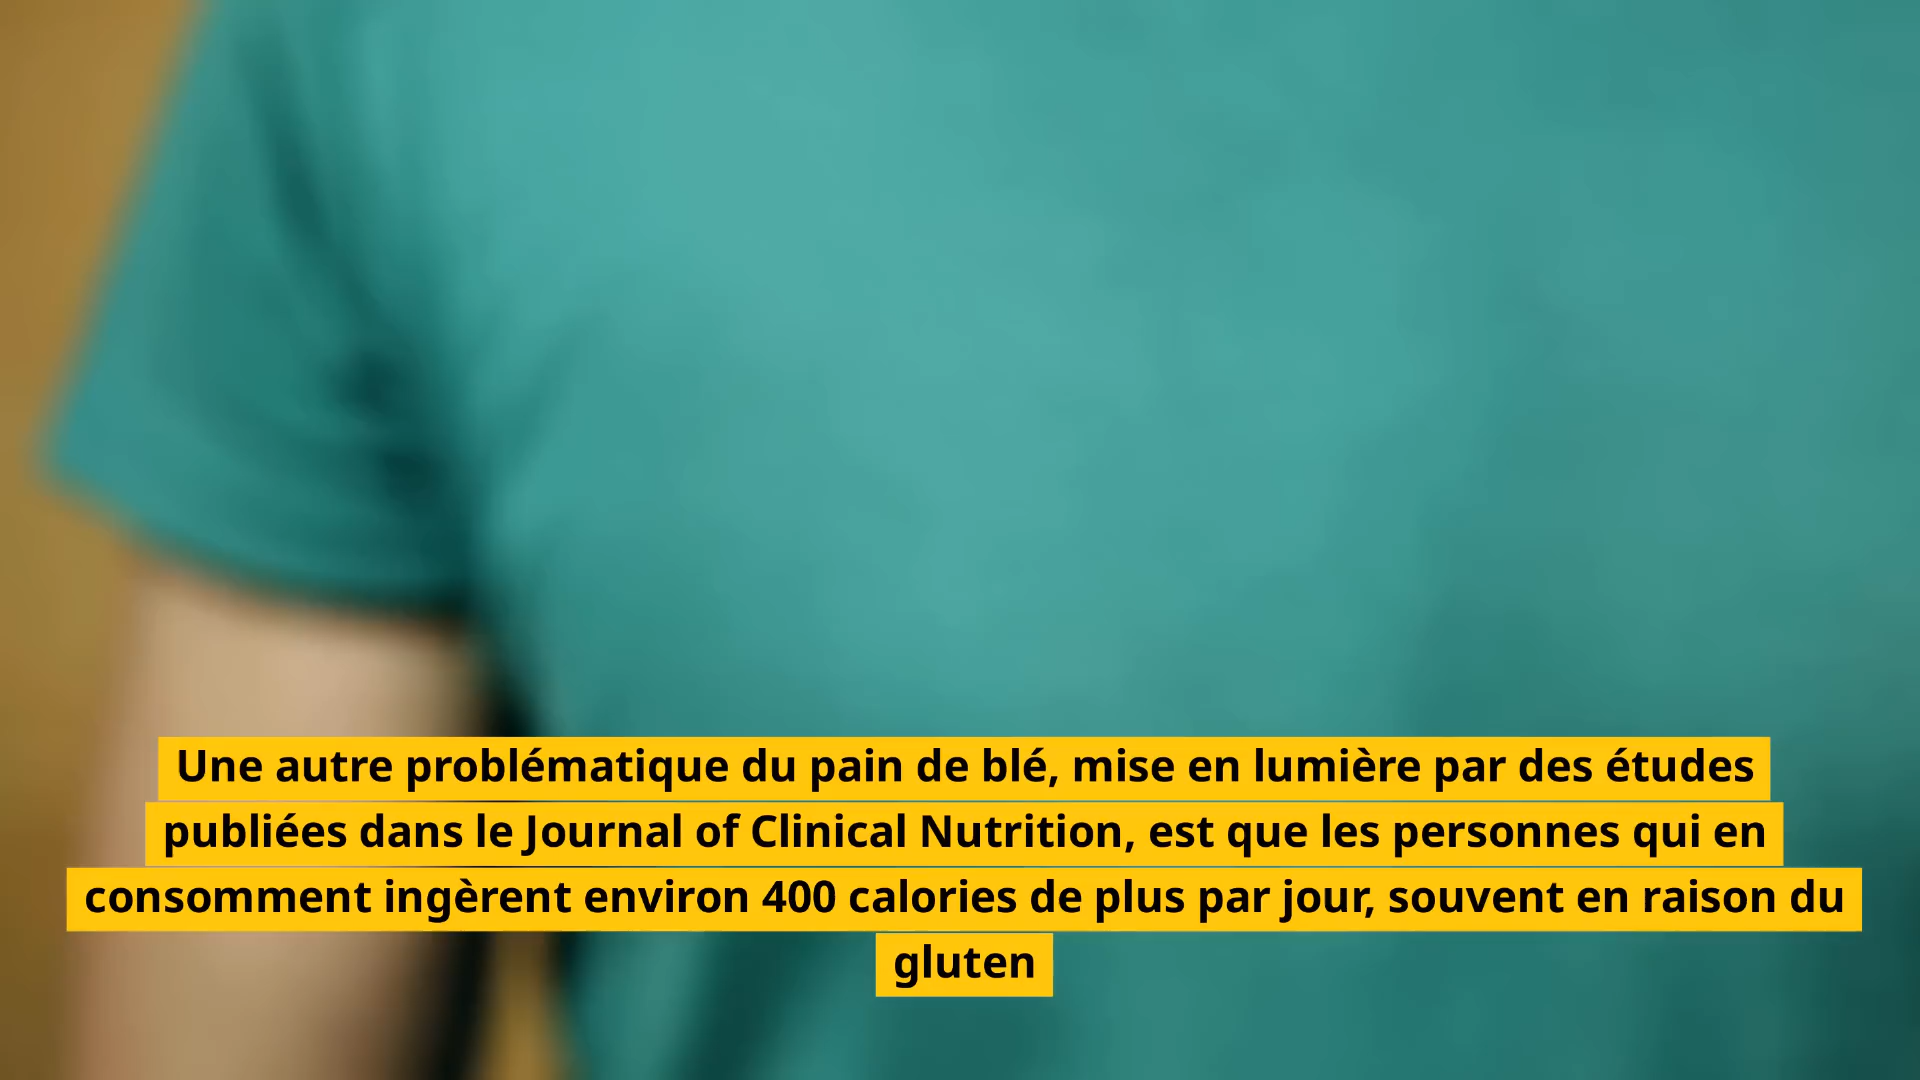 Une autre problématique du pain de blé, mise en lumière par des études
publiées dans le Journal of Clinical Nutrition, est que les personnes qui en
consomment ingèrent environ 400 calories de plus par jour, souvent en raison du
gluten